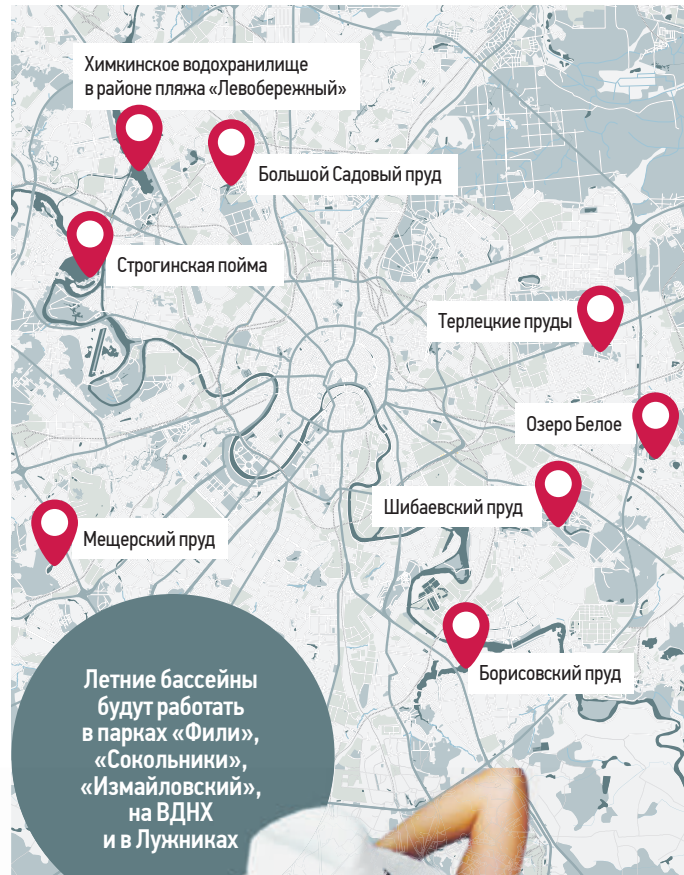 Химкинское водохранилище
в районе пляжа «Левобережный»
Большой Садовый пруд
Строгинская пойма
Терлецкие пруды
Озеро Белое
Шибаевский пруд
Мещерский пруд
Борисовский пруд
Летние бассейны
будут работать
в парках «Фили»,
«Сокольники»,
«Измайловский»,
на ВДНХ
и в Лужниках